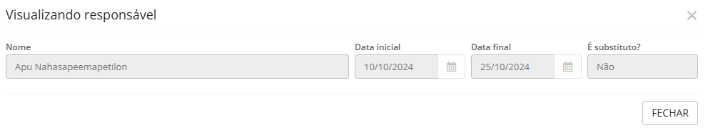 Visualizando responsável
Nome Data inicial Data final É substituto?
Apu Nahasapeemapetilon 10/10/2024 25/10/2024 Não
FECHAR